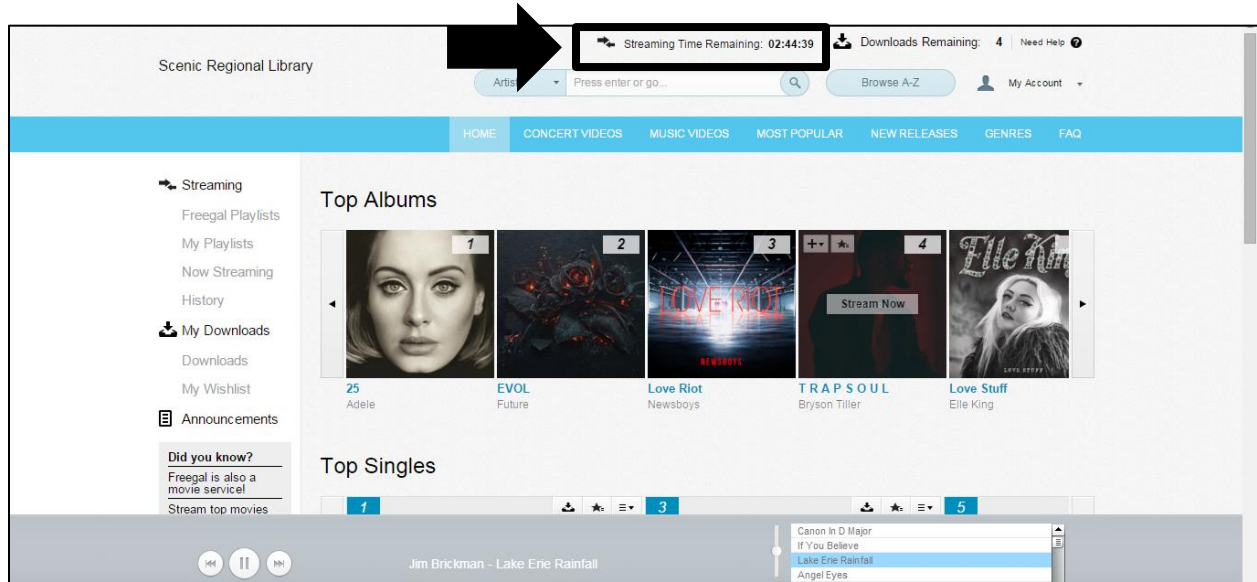 Streaming Time Remaining: 02:44:39
Downloads Remaining: 4
Need Help ?
Scenic Regional Library
Press enter or go...
Browse A-Z
My Account
HOME CONCERT VIDEOS MUSIC VIDEOS MOST POPULAR NEW RELEASES GENRES FAQ
Streaming
Freegal Playlists
My Playlists
Now Streaming
History
My Downloads
Downloads
My Wishlist
Announcements
Did you know?
Freegal is also a
movie service!
Stream top movies
Top Albums
1
2
3
4
LOVE RIOT
NEWSBOYS
Stream Now
Elle King
LOVE STUFF
25
Adele
EVOL
Future
Love Riot
Newsboys
T R A P S O U L
Bryson Tiller
Love Stuff
Elle King
Top Singles
1
3
5
Jim Brickman - Lake Erie Rainfall
Canon In D Major
If You Believe
Lake Erie Rainfall
Angel Eyes